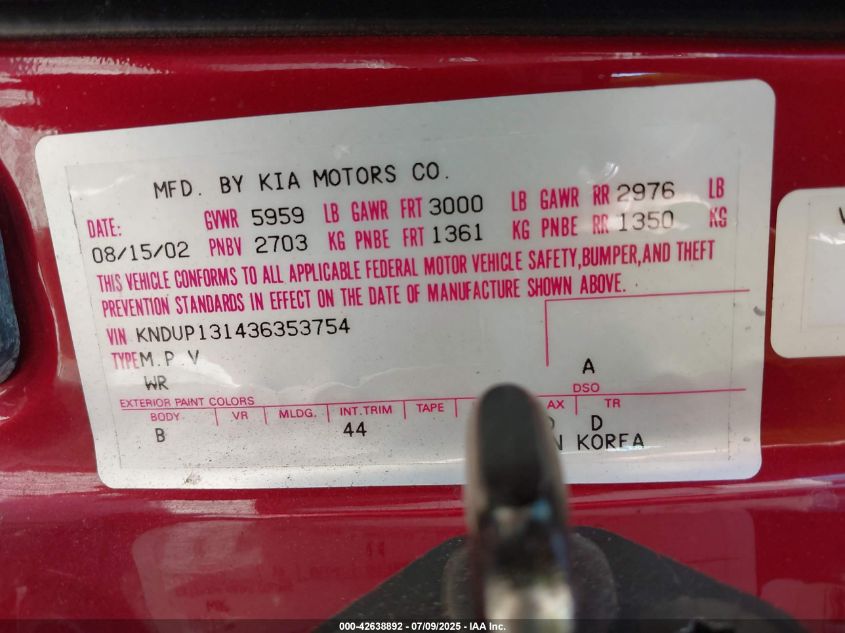 MFD. BY KIA MOTORS CO.
DATE: GVWR 5959 LB GAWR FRT 3000 LB GAWR RR 2976 LB
08/15/02 PNBV 2703 KG PNBE FRT 1361 KG PNBE RR 1350 KG
THIS VEHICLE CONFORMS TO ALL APPLICABLE FEDERAL MOTOR VEHICLE SAFETY, BUMPER, AND THEFT
PREVENTION STANDARDS IN EFFECT ON THE DATE OF MANUFACTURE SHOWN ABOVE.
VIN KNDUP131436353754
TYPE M.P V
A
WR
DSO
EXTERIOR PAINT COLORS
BODY VR MLDG. INT.TRIM TAPE AX TR
B 44 D
KOREA
000-42638892 - 07/09/2025 - IAA Inc.